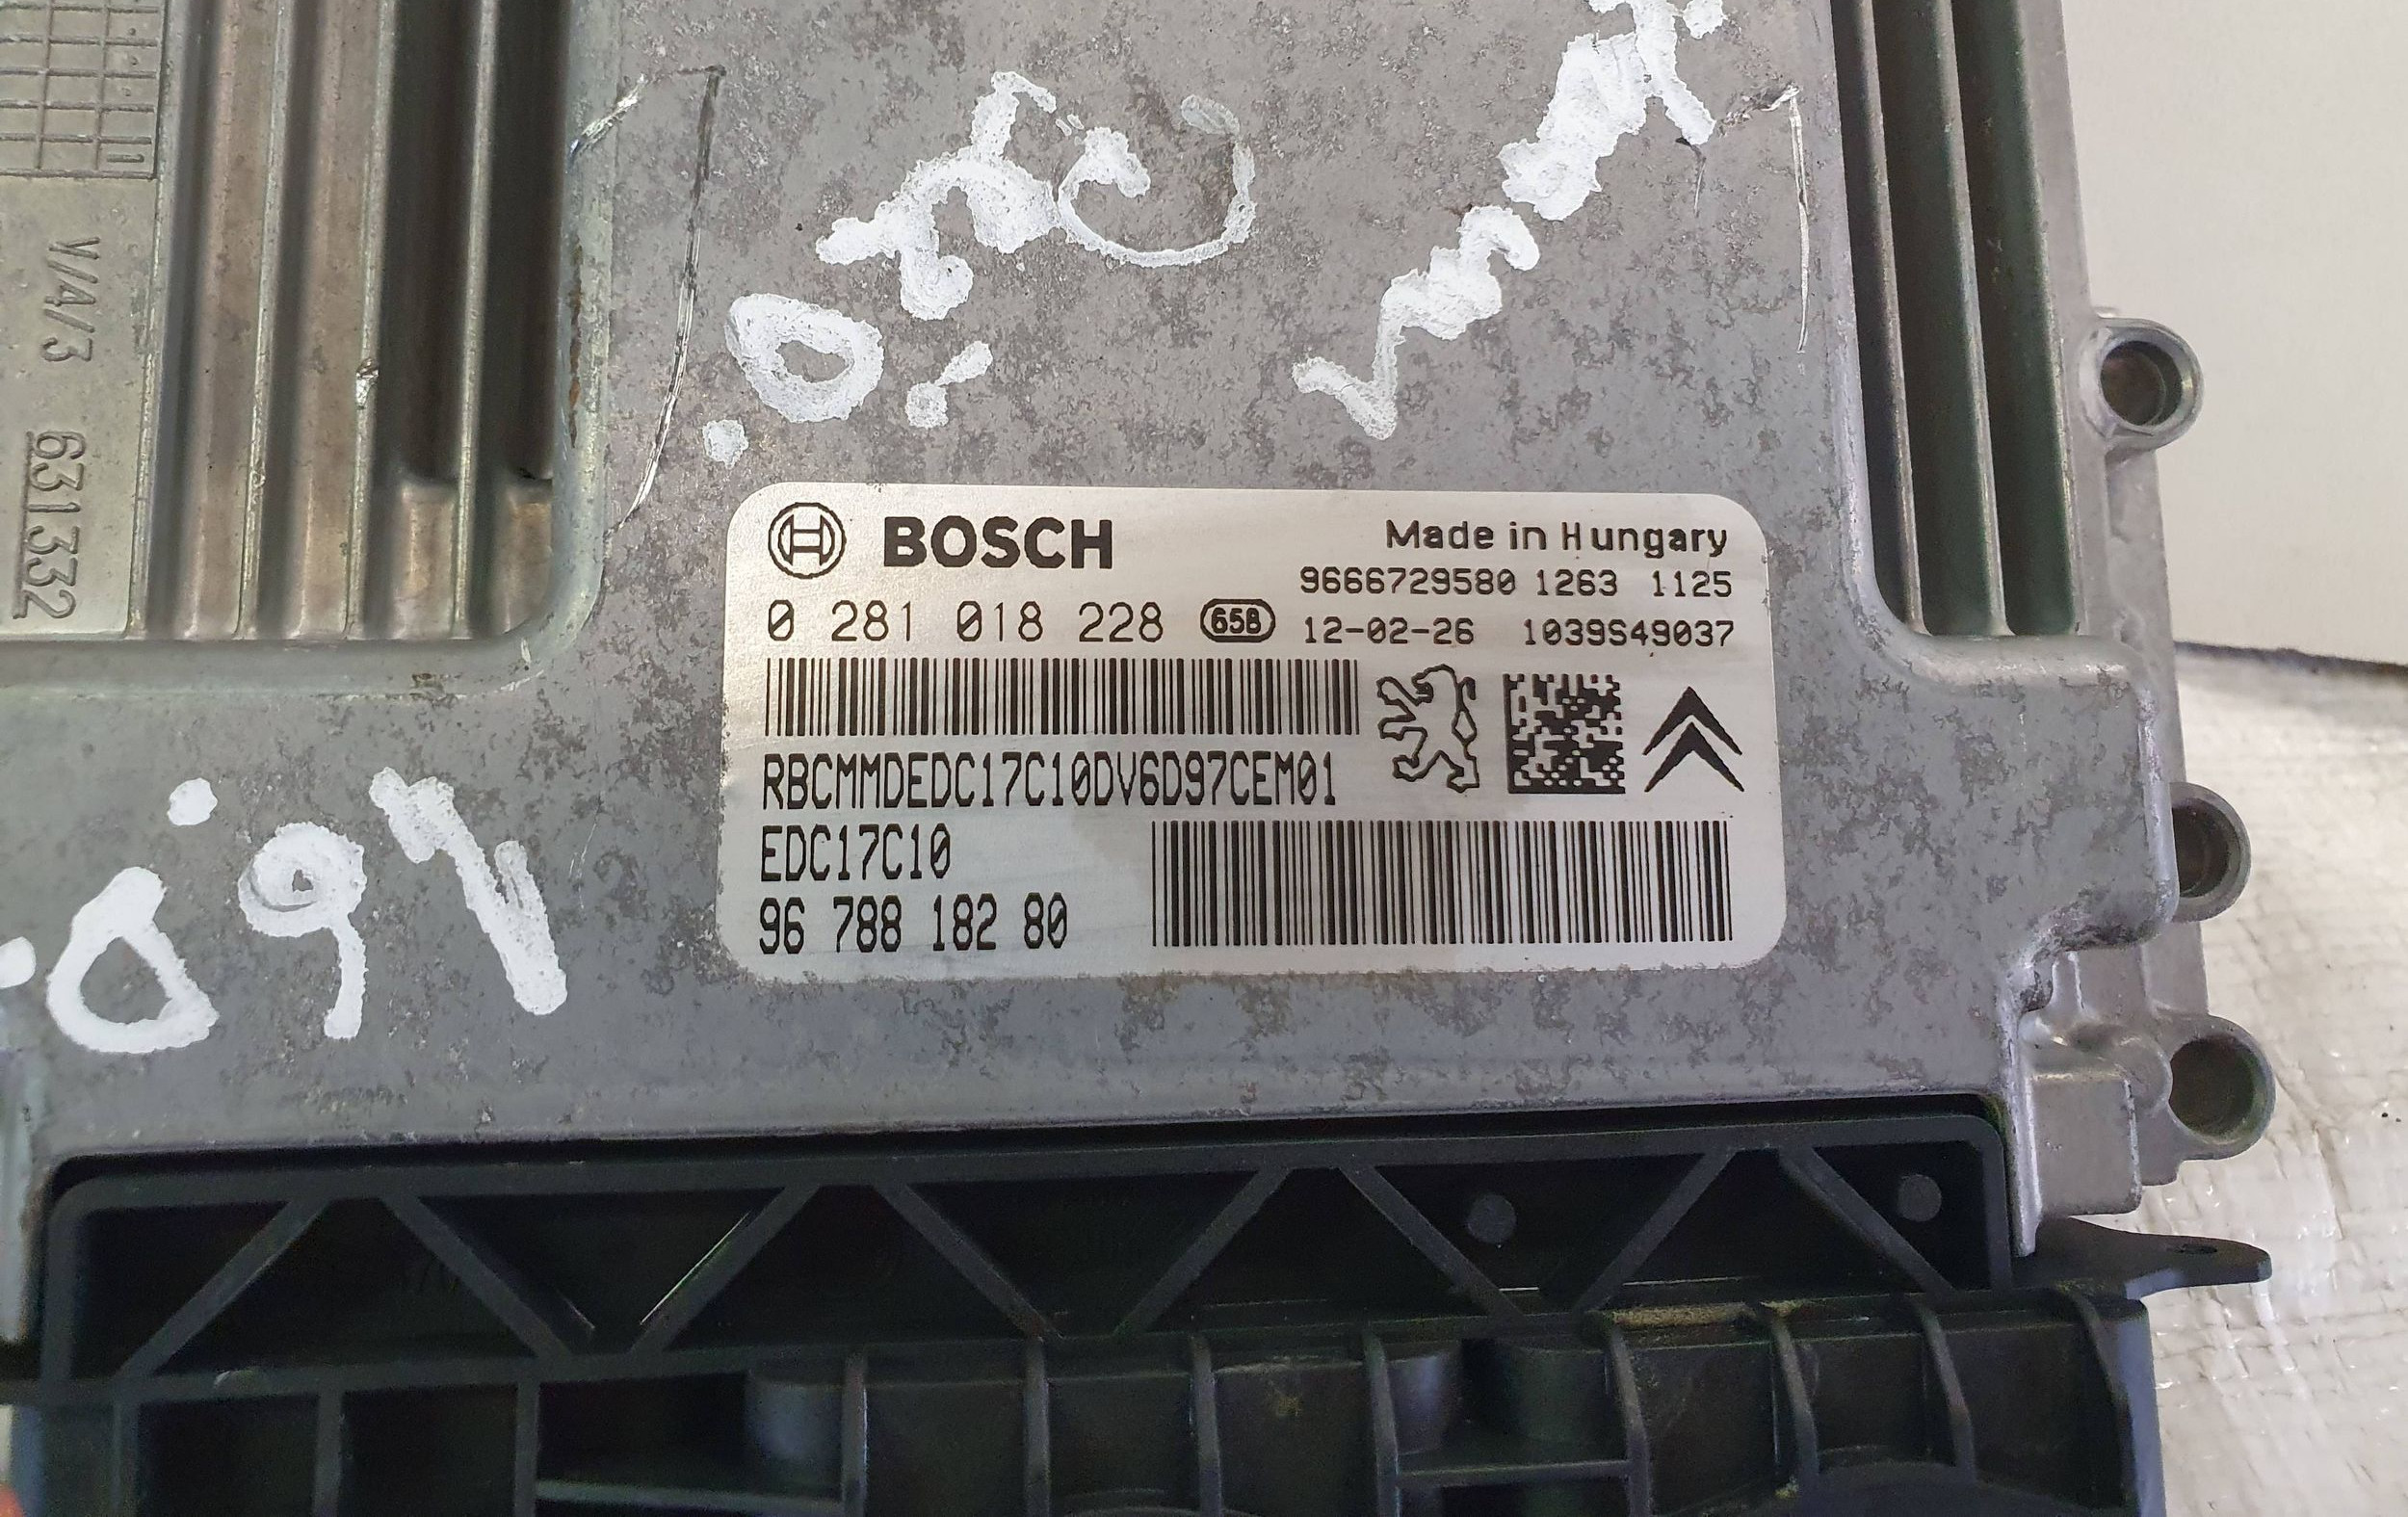 V/4/3 631332
BOSCH
Made in Hungary
9666729580 1263 1125
0 281 018 228 65B 12-02-26 1039S49037
RBCMMDEDC17C10DV6D97CEM01
EDC17C10
96 788 182 80